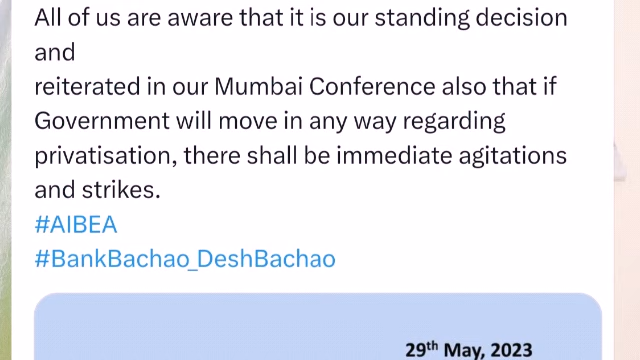 All of us are aware that it is our standing decision
and
reiterated in our Mumbai Conference also that if
Government will move in any way regarding
privatisation, there shall be immediate agitations
and strikes.
#AIBEA
#BankBachao_DeshBachao
29th May, 2023